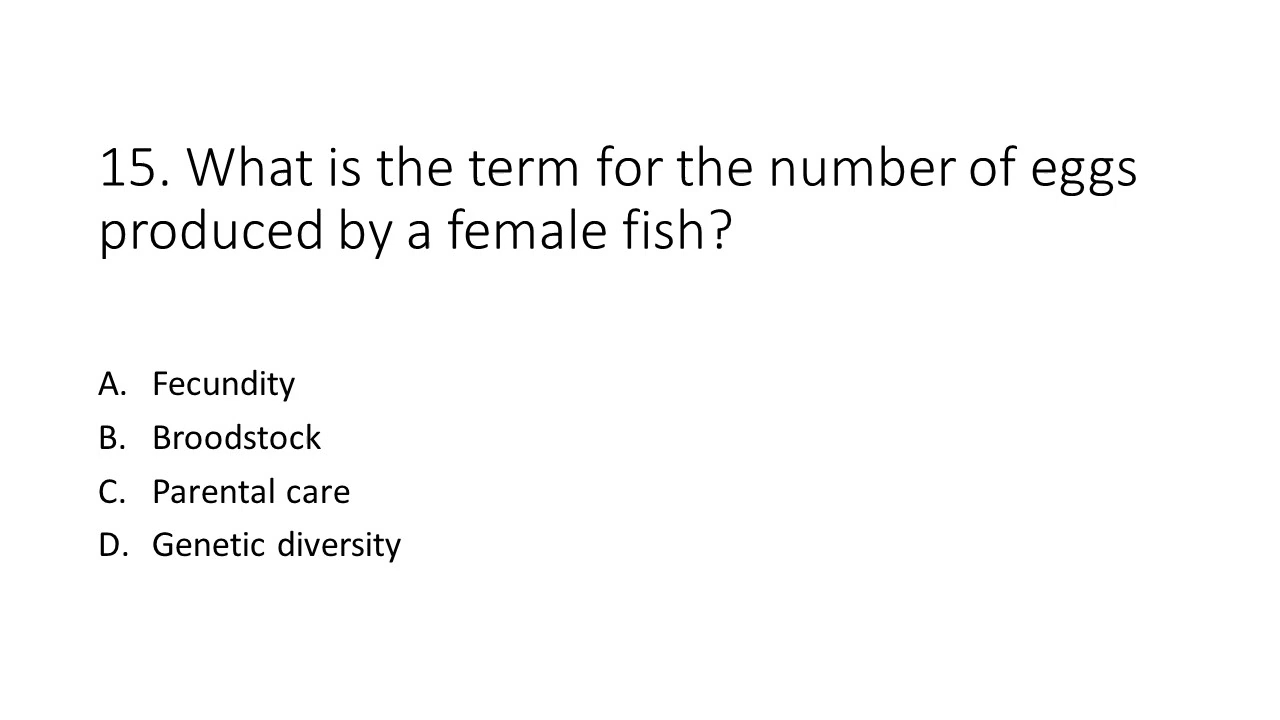 15. What is the term for the number of eggs
produced by a female fish?
A. Fecundity
B. Broodstock
C. Parental care
D. Genetic diversity